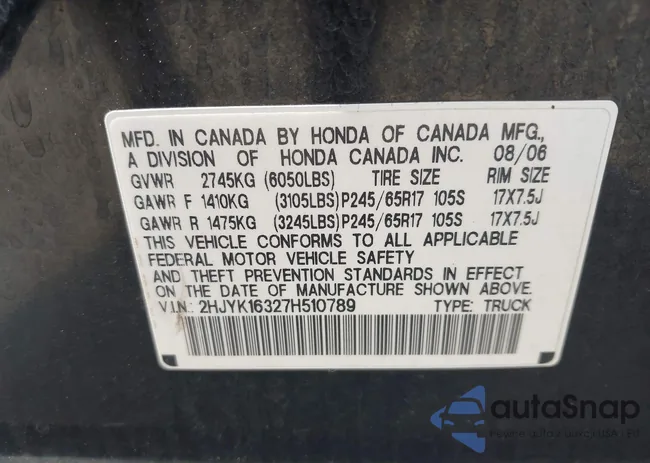 MFD. IN CANADA BY HONDA OF CANADA MFG.,
A DIVISION OF HONDA CANADA INC. 08/06
GVWR 2745KG (6050LBS) TIRE SIZE RIM SIZE
GAWR F 1410KG (3105LBS)P245/65R17 105S 17X7.5J
GAWR R 1475KG (3245LBS)P245/65R17 105S 17X7.5J
THIS VEHICLE CONFORMS TO ALL APPLICABLE
FEDERAL MOTOR VEHICLE SAFETY
AND THEFT PREVENTION STANDARDS IN EFFECT
ON THE DATE OF MANUFACTURE SHOWN ABOVE.
V.I.N.: 2HJYK16327H510789 TYPE: TRUCK
autoSnap